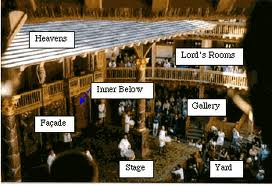 Heavens
Lord's Rooms
Inner Below
Gallery
Façade
Stage
Yard